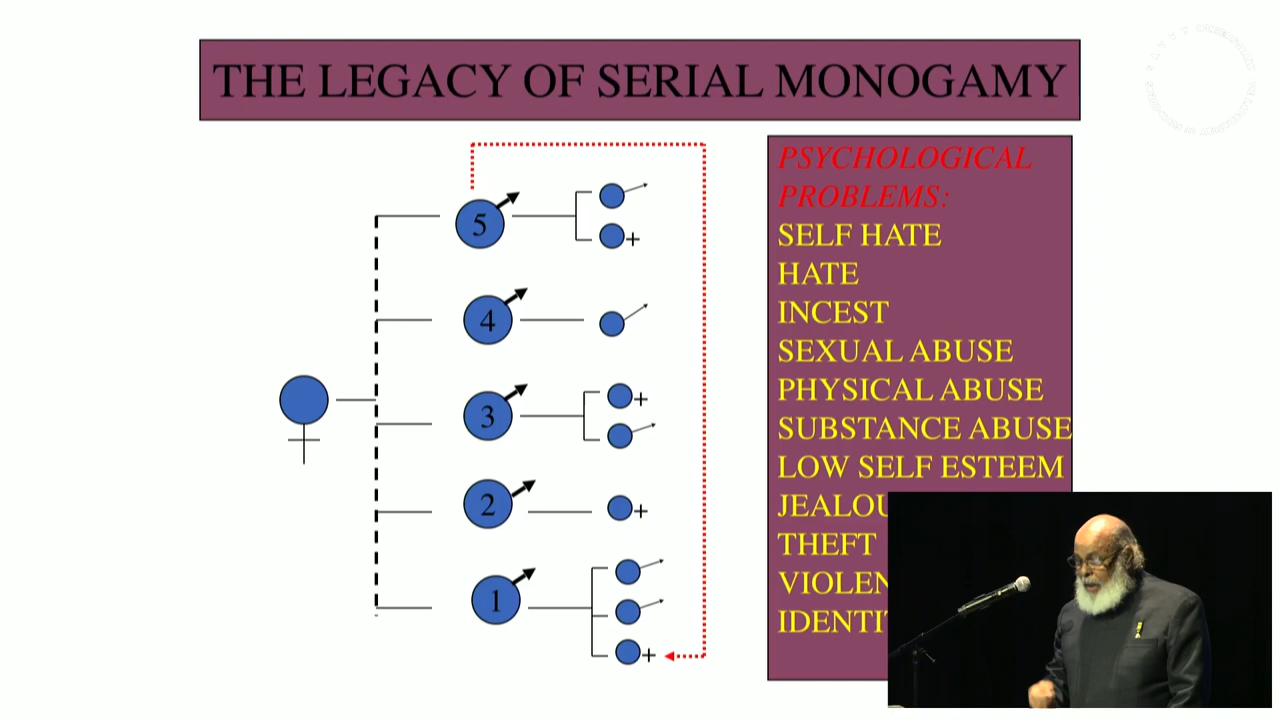 THE LEGACY OF SERIAL MONOGAMY
PSYCHOLOGICAL
PROBLEMS:
SELF HATE
HATE
INCEST
SEXUAL ABUSE
PHYSICAL ABUSE
SUBSTANCE ABUSE
LOW SELF ESTEEM
JEALOU
THEFT
VIOLEN
IDENTIT
5
4
3
2
1